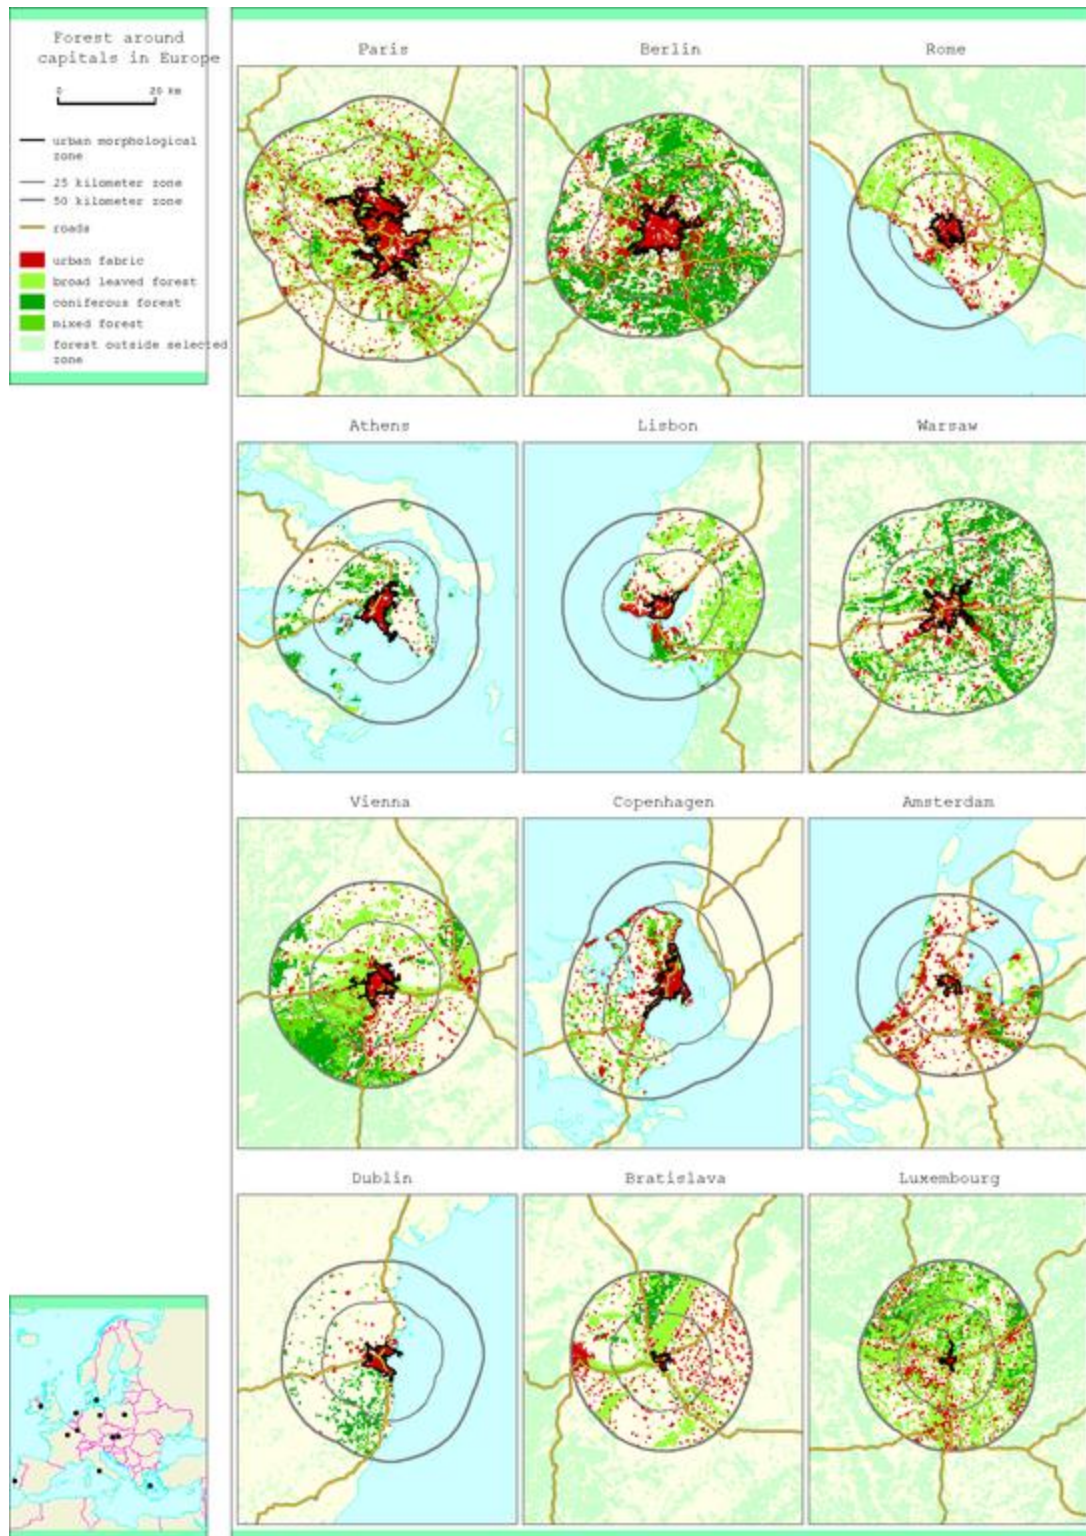 Forest around
capitals in Europe
0 20 km
urban morphological
zone
25 kilometer zone
50 kilometer zone
roads
urban fabric
broad leaved forest
coniferous forest
mixed forest
forest outside selected
zone
Paris
Berlin
Rome
Athens
Lisbon
Warsaw
Vienna
Copenhagen
Amsterdam
Dublin
Bratislava
Luxembourg